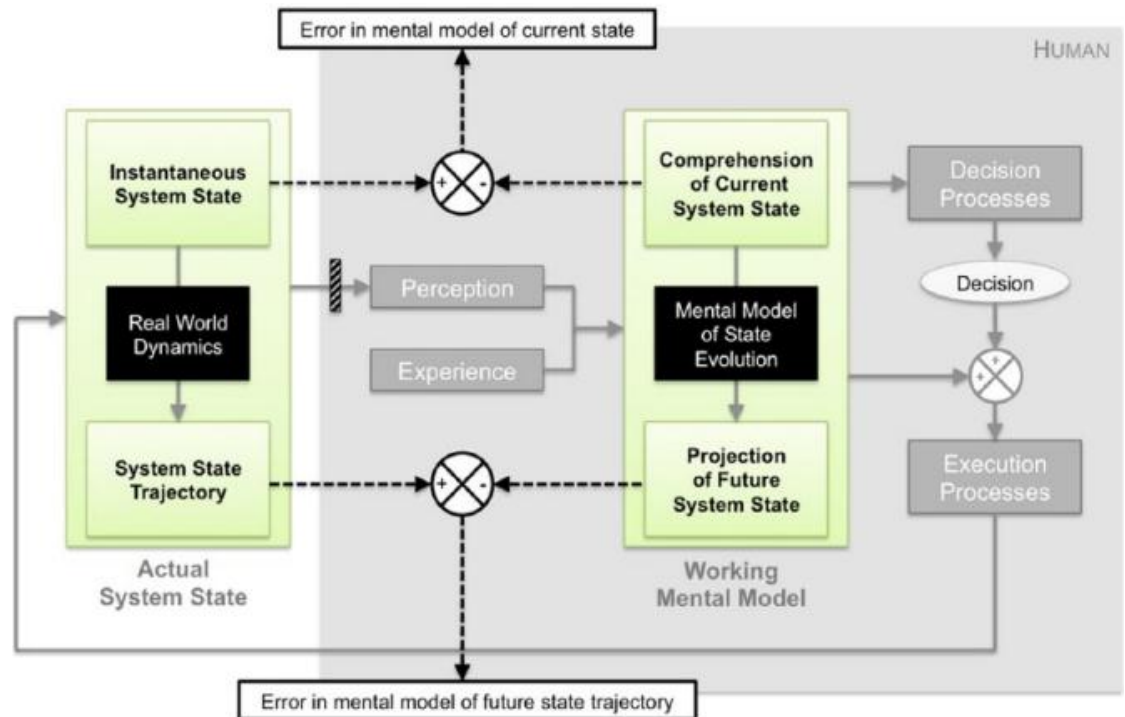 Error in mental model of current state
HUMAN
Instantaneous
System State
+ -
Comprehension
of Current
System State
Decision
Processes
Decision
Real World
Dynamics
Perception
Experience
Mental Model
of State
Evolution
+
+
System State
Trajectory
+ -
Projection
of Future
System State
Execution
Processes
Actual
System State
Working
Mental Model
Error in mental model of future state trajectory